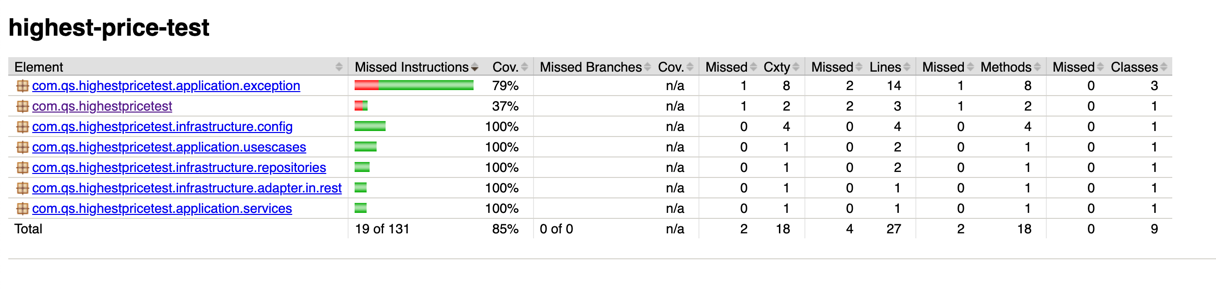 highest-price-test
Element Missed Instructions Cov. Missed Branches Cov. Missed Cxty Missed Lines Missed Methods Missed Classes
com.qs.highestpricetest.application.exception 79% n/a 1 8 2 14 1 8 0 3
com.qs.highestpricetest 37% n/a 1 2 2 3 1 2 0 1
com.qs.highestpricetest.infrastructure.config 100% n/a 0 4 0 4 0 4 0 1
com.qs.highestpricetest.application.usescases 100% n/a 0 1 0 2 0 1 0 1
com.qs.highestpricetest.infrastructure.repositories 100% n/a 0 1 0 2 0 1 0 1
com.qs.highestpricetest.infrastructure.adapter.in.rest 100% n/a 0 1 0 1 0 1 0 1
com.qs.highestpricetest.application.services 100% n/a 0 1 0 1 0 1 0 1
Total 19 of 131 85% 0 of 0 n/a 2 18 4 27 2 18 0 9